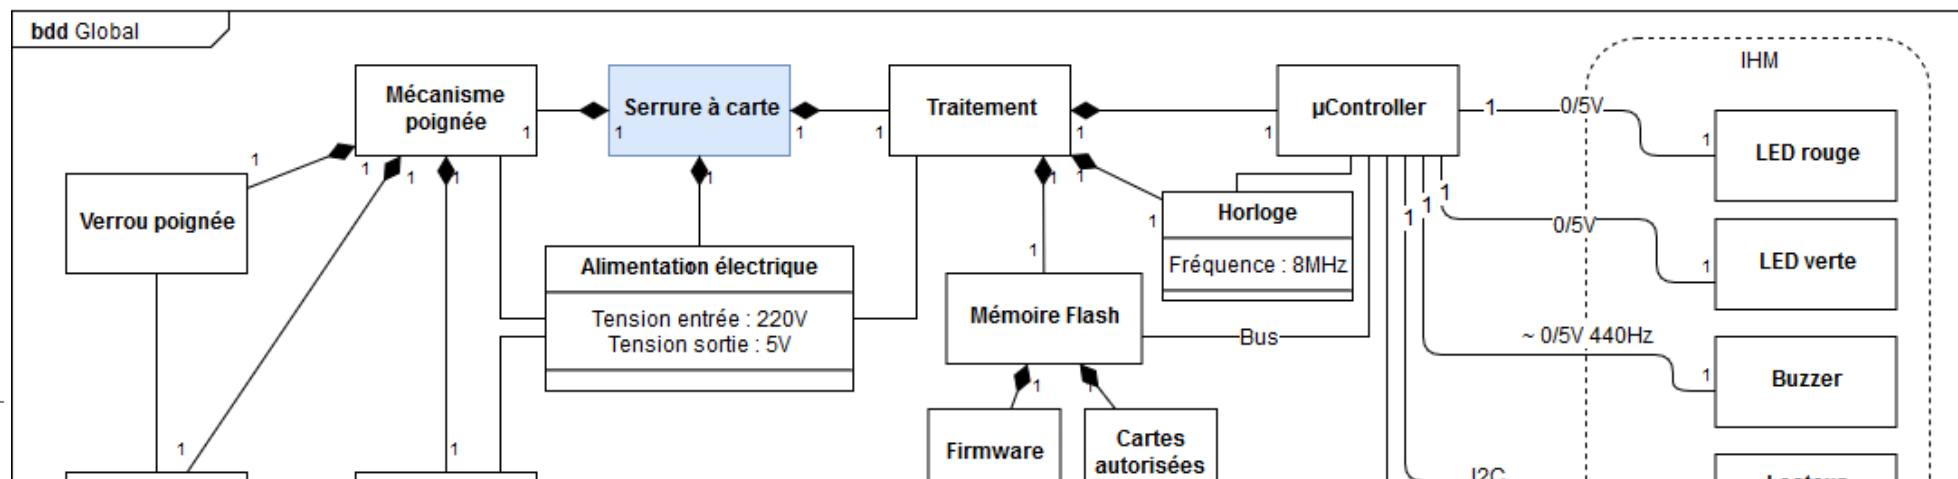 bdd Global
Mécanisme
poignée
Serrure à carte
Traitement
µController
IHM
1
1
1
1
1
1
1
0/5V
1
LED rouge
Verrou poignée
1
1
1
1
1
1
1
Horloge
Fréquence : 8MHz
1
1
1
0/5V
1
LED verte
Alimentation électrique
Tension entrée : 220V
Tension sortie : 5V
1
Mémoire Flash
Bus
~ 0/5V 440Hz
1
Buzzer
1
1
Firmware
Cartes
autorisées
1
1
I2C